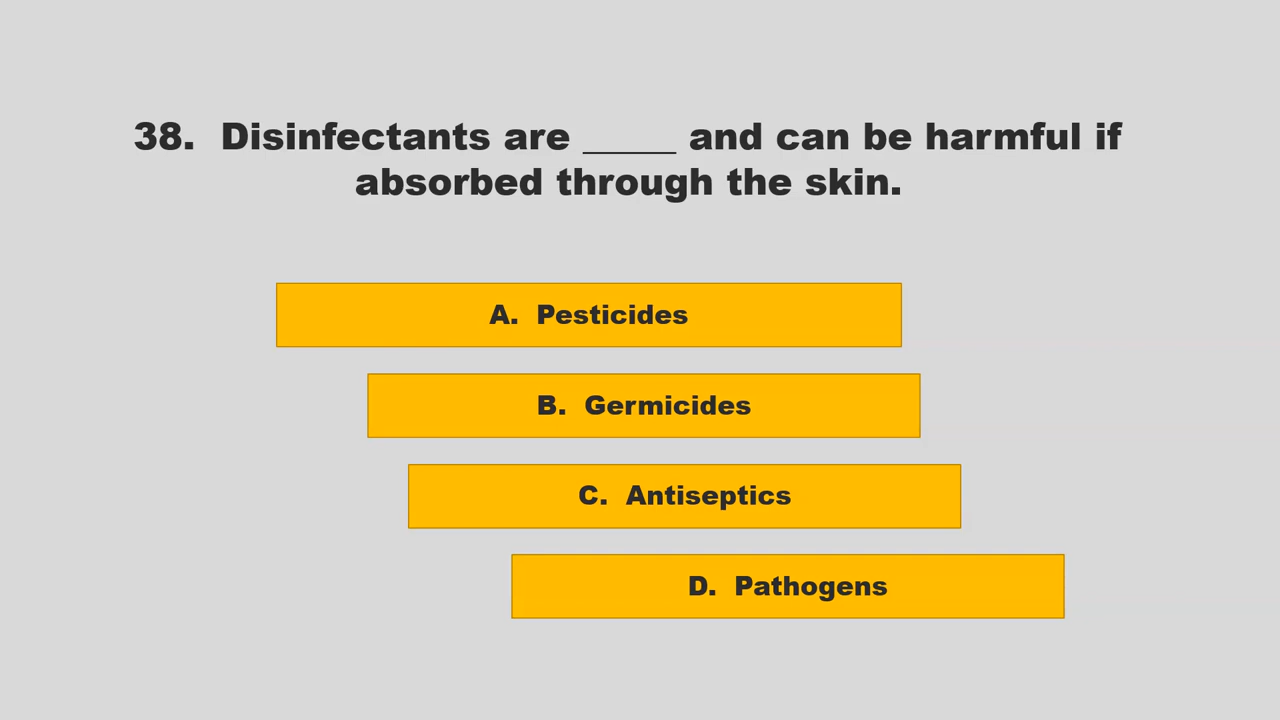 38.  Disinfectants are _____ and can be harmful if
absorbed through the skin.
A.  Pesticides
B.  Germicides
C.  Antiseptics
D.  Pathogens